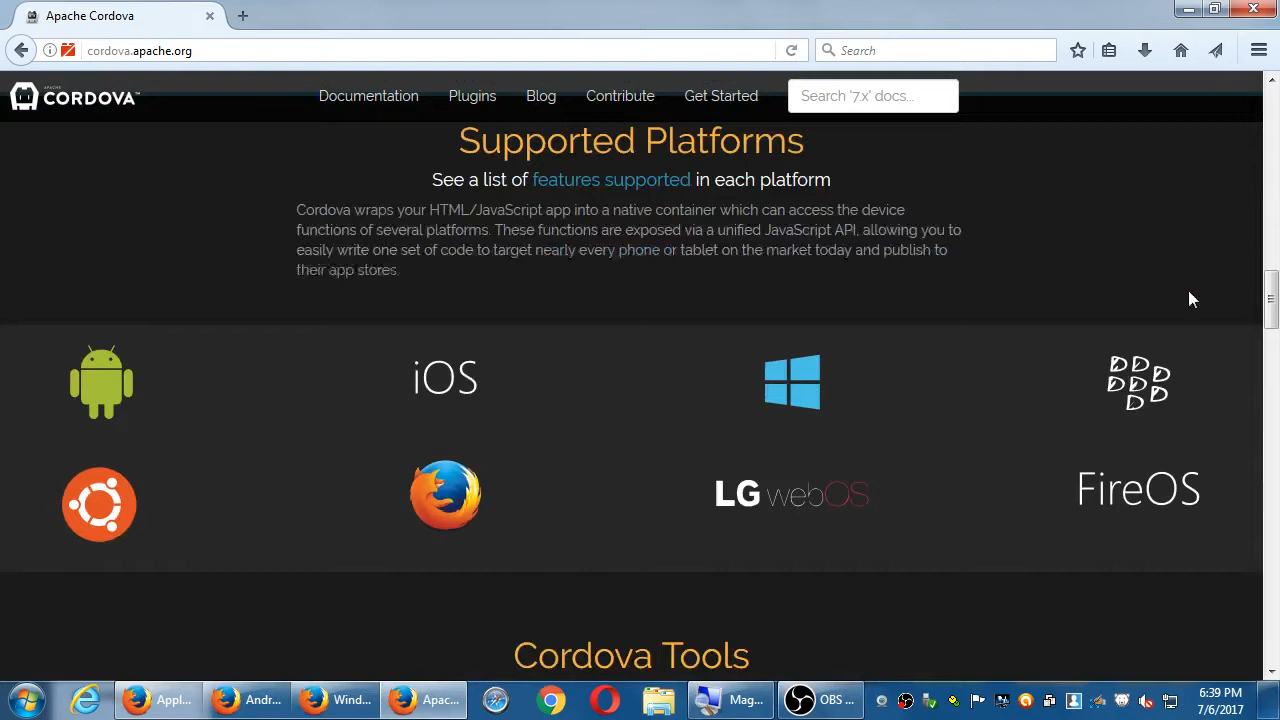 Apache Cordova
cordova.apache.org
Search
APACHE
CORDOVA™
Documentation
Plugins
Blog
Contribute
Get Started
Search '7.x' docs...
Supported Platforms
See a list of features supported in each platform
Cordova wraps your HTML/JavaScript app into a native container which can access the device
functions of several platforms. These functions are exposed via a unified JavaScript API, allowing you to
easily write one set of code to target nearly every phone or tablet on the market today and publish to
their app stores.
iOS
LG webOS
FireOS
Cordova Tools
Appl...
Andr...
Wind...
Apac...
Mag...
OBS ...
6:39 PM
7/6/2017